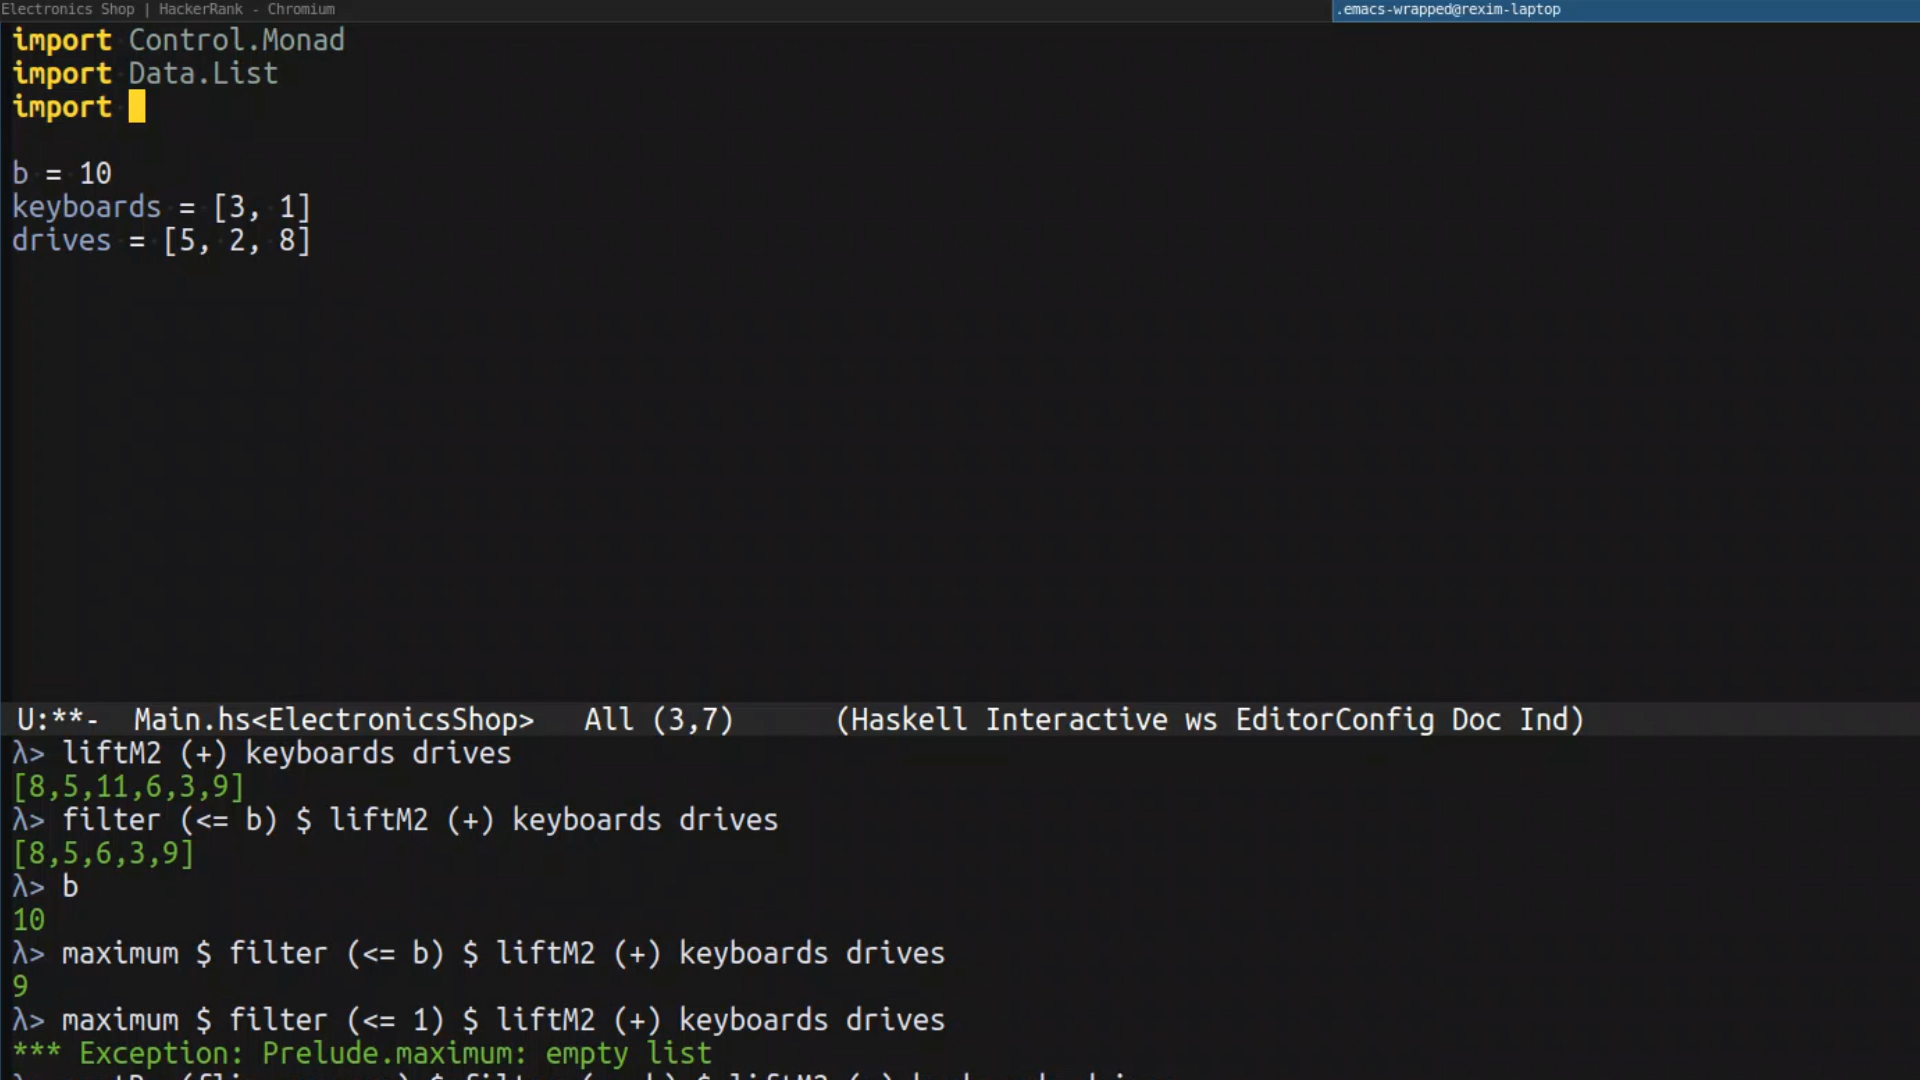 Electronics Shop | HackerRank - Chromium
.emacs-wrapped@rexim-laptop
import Control.Monad
import Data.List
import
b = 10
keyboards = [3, 1]
drives = [5, 2, 8]
U:**- Main.hs<ElectronicsShop> All (3,7) (Haskell Interactive ws EditorConfig Doc Ind)
λ> liftM2 (+) keyboards drives
[8,5,11,6,3,9]
λ> filter (<= b) $ liftM2 (+) keyboards drives
[8,5,6,3,9]
λ> b
10
λ> maximum $ filter (<= b) $ liftM2 (+) keyboards drives
9
λ> maximum $ filter (<= 1) $ liftM2 (+) keyboards drives
*** Exception: Prelude.maximum: empty list